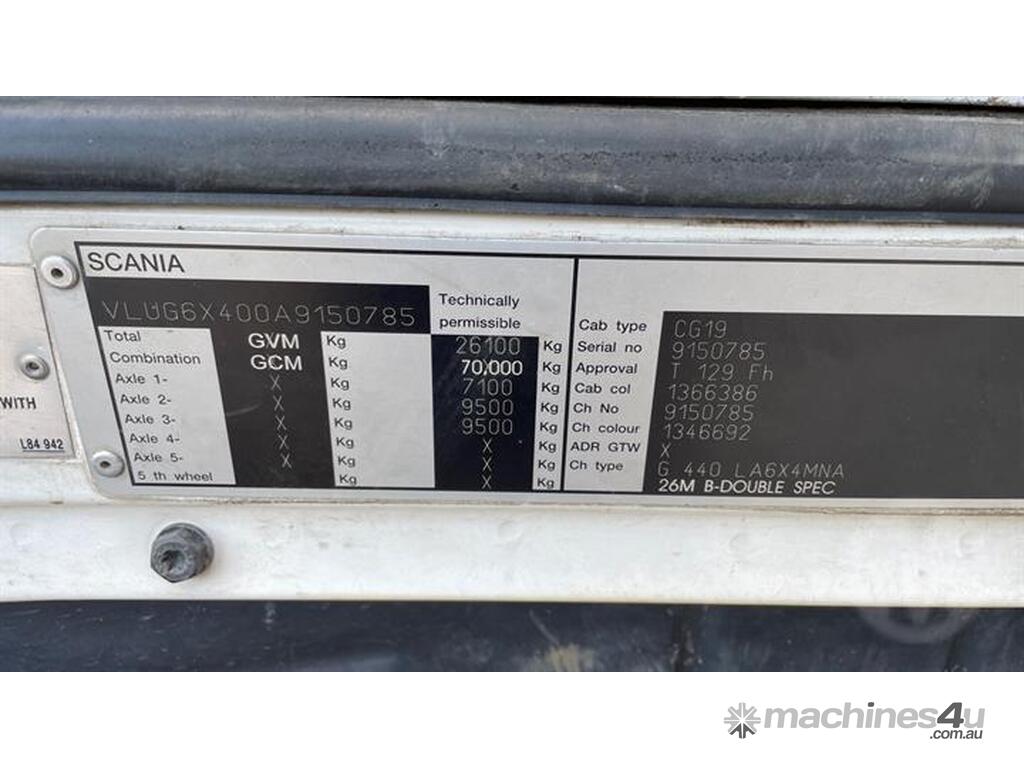 SCANIA
VLUG6X400A9150785
Technically
permissible
Total GVM Kg 26100 Kg
Combination GCM Kg 70,000 Kg
Axle 1- X Kg 7100 Kg
Axle 2- X Kg 9500 Kg
Axle 3- X Kg 9500 Kg
Axle 4- X Kg X Kg
Axle 5- X Kg X Kg
5 th wheel Kg X Kg
Cab type CG19
Serial no 9150785
Approval T 129 Fh
Cab col 1366386
Ch No 9150785
Ch colour 1346692
ADR GTW X
Ch type G 440 LA6X4MNA
26M B-DOUBLE SPEC
WITH
L84 942
machines4u
.com.au